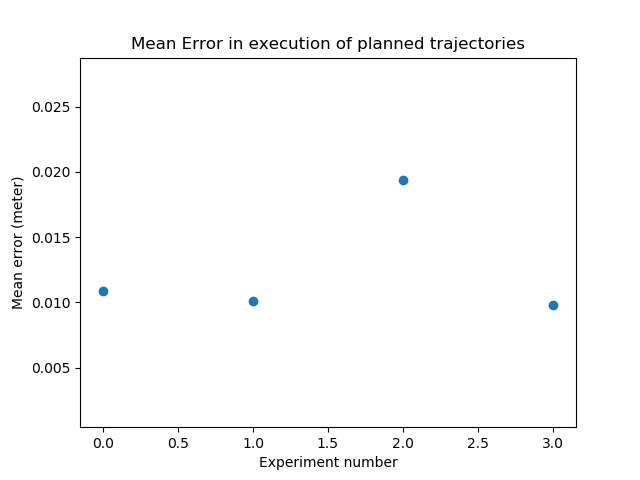 Mean Error in execution of planned trajectories
0.025
0.020
0.015
0.010
0.005
Mean error (meter)
0.0 0.5 1.0 1.5 2.0 2.5 3.0
Experiment number